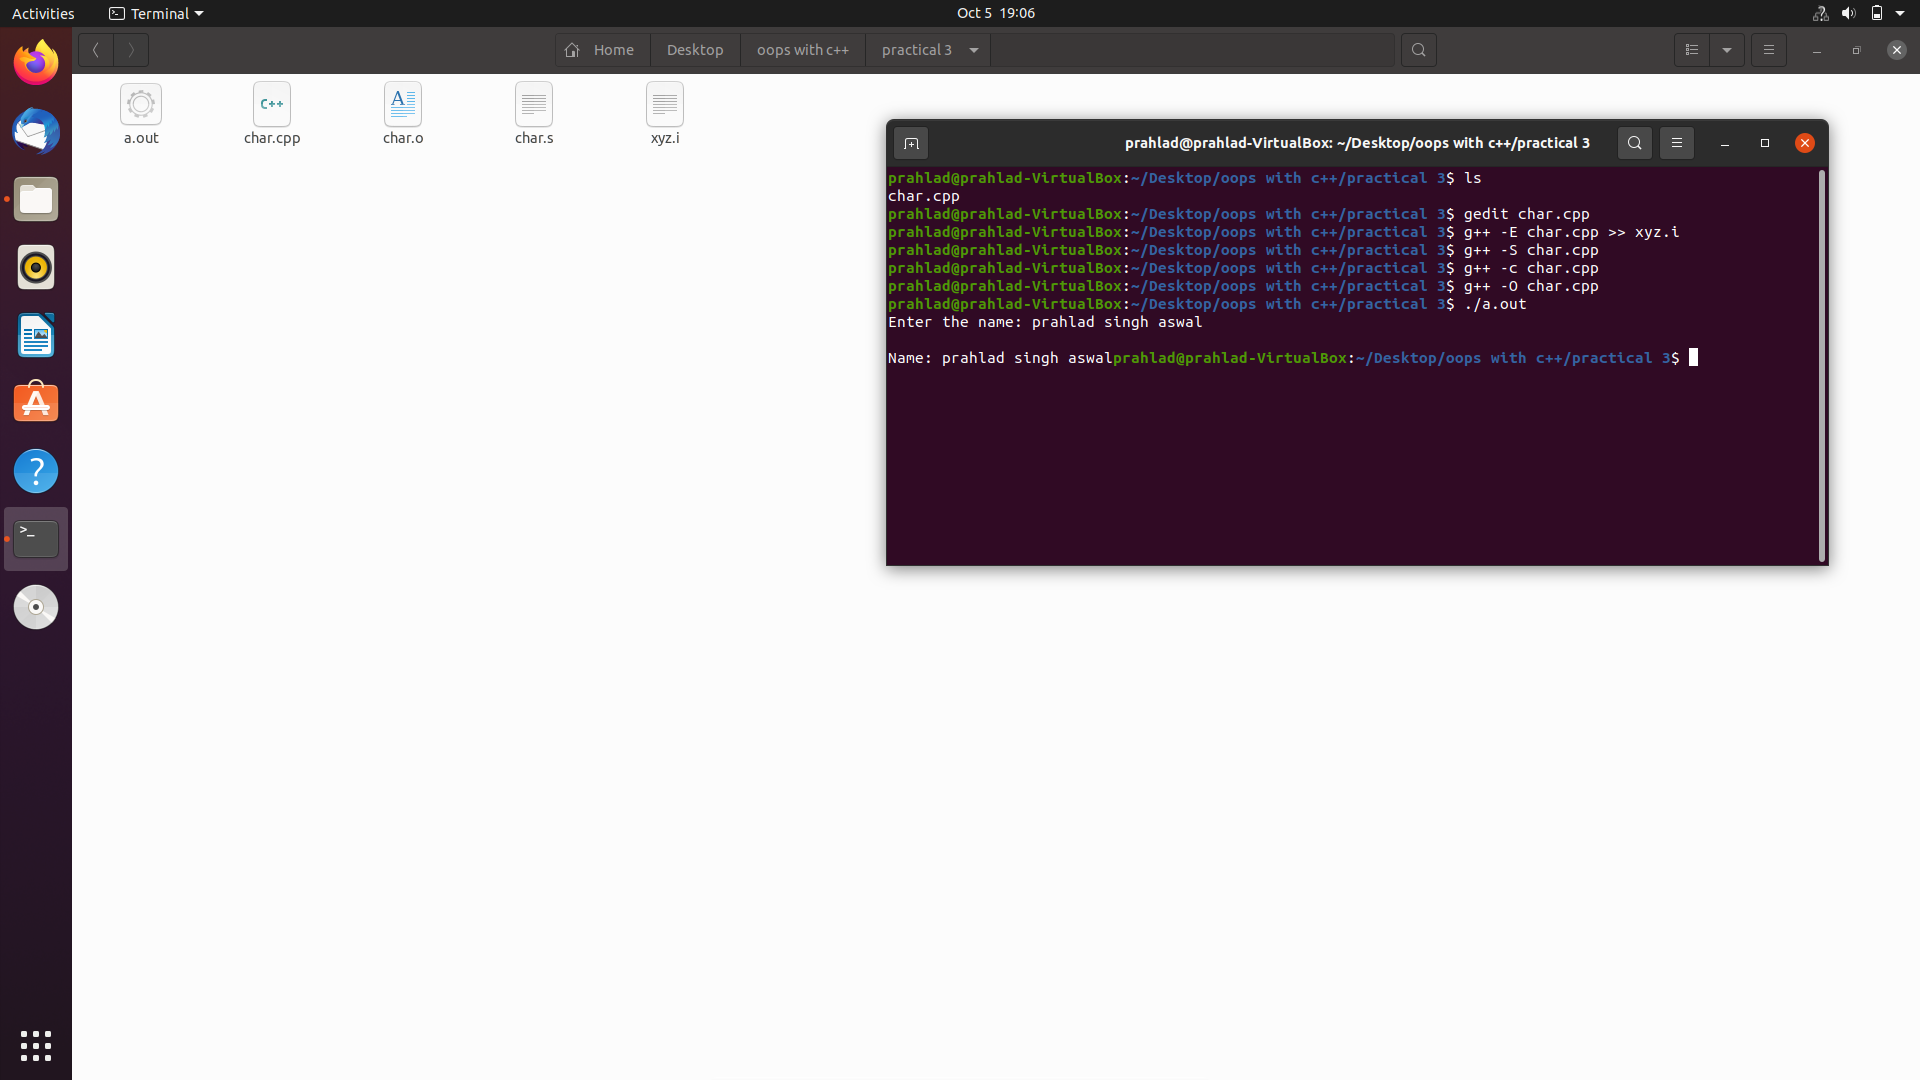 Activities
Terminal
Oct 5 19:06
Home
Desktop
oops with c++
practical 3
C++
A
a.out
char.cpp
char.o
char.s
xyz.i
prahlad@prahlad-VirtualBox: ~/Desktop/oops with c++/practical 3
prahlad@prahlad-VirtualBox:~/Desktop/oops with c++/practical 3$ ls
char.cpp
prahlad@prahlad-VirtualBox:~/Desktop/oops with c++/practical 3$ gedit char.cpp
prahlad@prahlad-VirtualBox:~/Desktop/oops with c++/practical 3$ g++ -E char.cpp >> xyz.i
prahlad@prahlad-VirtualBox:~/Desktop/oops with c++/practical 3$ g++ -S char.cpp
prahlad@prahlad-VirtualBox:~/Desktop/oops with c++/practical 3$ g++ -c char.cpp
prahlad@prahlad-VirtualBox:~/Desktop/oops with c++/practical 3$ g++ -O char.cpp
prahlad@prahlad-VirtualBox:~/Desktop/oops with c++/practical 3$ ./a.out
Enter the name: prahlad singh aswal
Name: prahlad singh aswalprahlad@prahlad-VirtualBox:~/Desktop/oops with c++/practical 3$